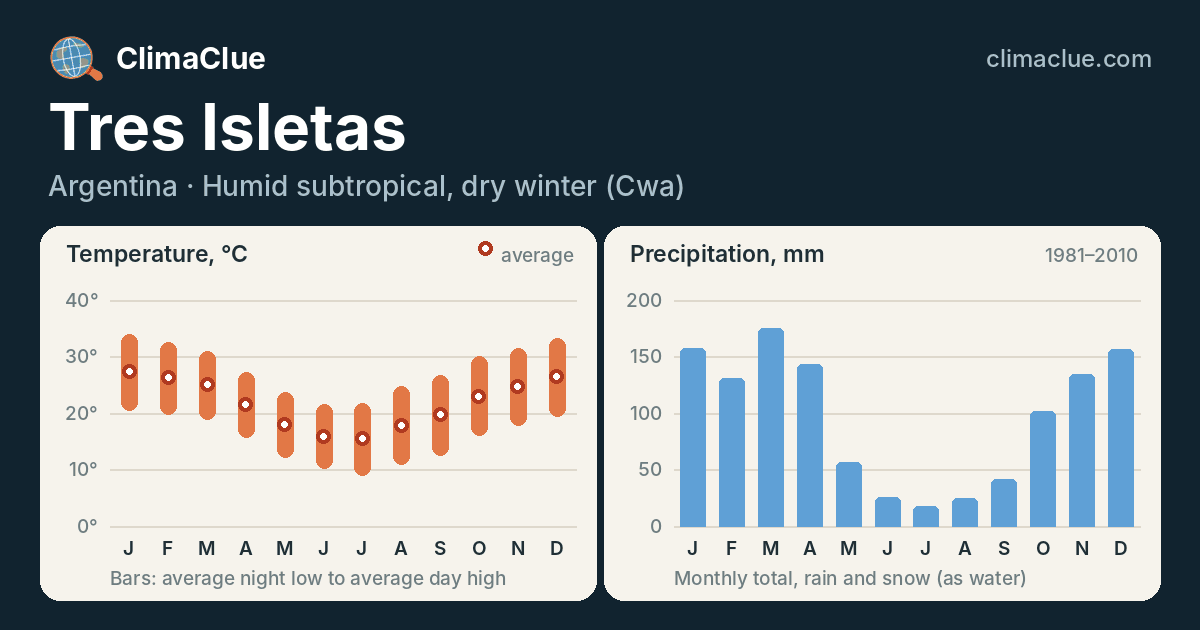 ClimaClue
climaclue.com
Tres Isletas
Argentina · Humid subtropical, dry winter (Cwa)
Temperature, °C
average
40°
30°
20°
10°
0°
J F M A M J J A S O N D
Bars: average night low to average day high
Precipitation, mm
1981–2010
200
150
100
50
0
J F M A M J J A S O N D
Monthly total, rain and snow (as water)